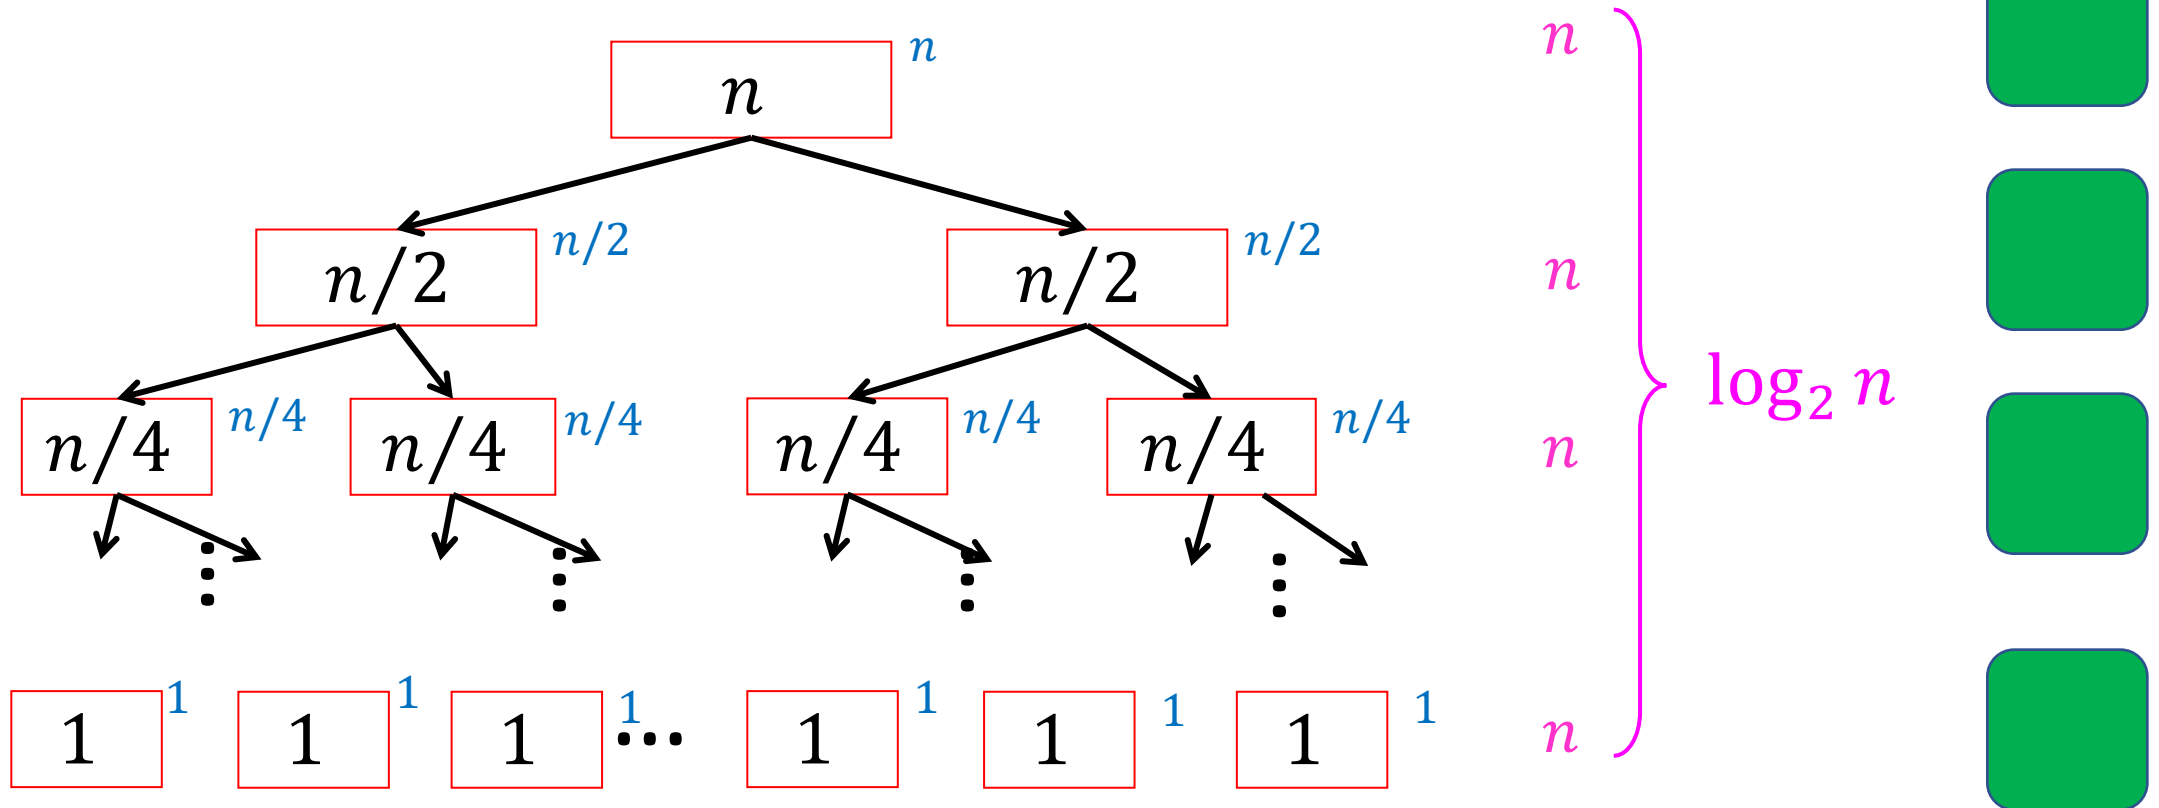 n n n
n
n/2 n/2 n/2 n/2 n
log₂ n
n/4 n/4 n/4 n/4 n/4 n/4 n/4 n/4 n
⋮ ⋮ ⋮ ⋮
1 1 1 1 1 1 ⋯ 1 1 1 1 1 1 n